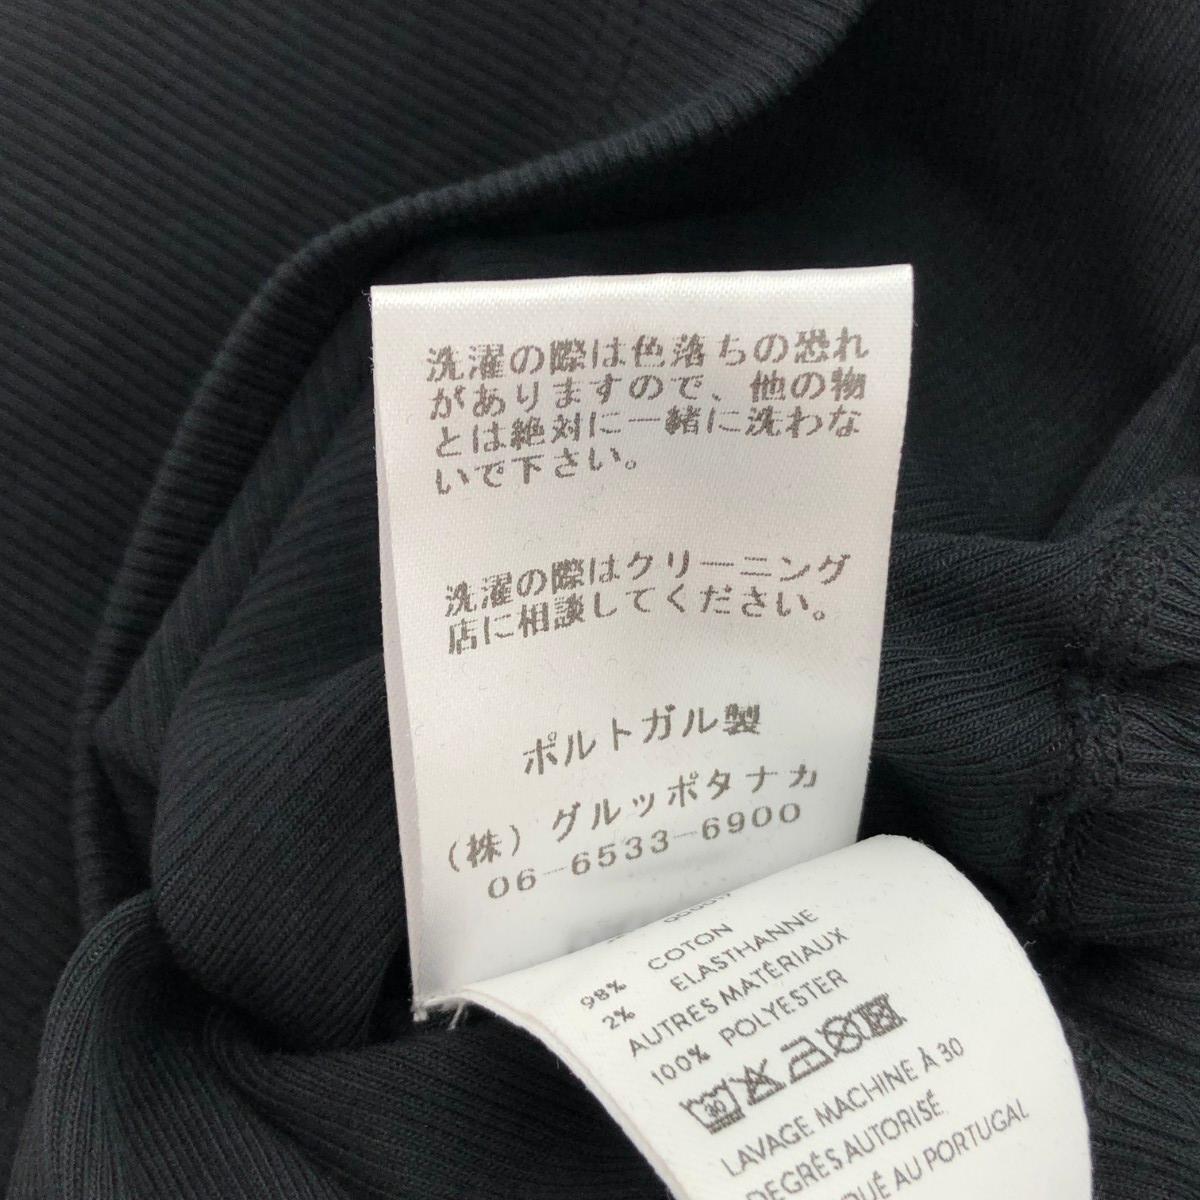 洗濯の際は色落ちの恐れ
がありますので、他の物
とは絶対に一緒に洗わな
いで下さい。
洗濯の際はクリーニング
店に相談してください。
ポルトガル製
(株)グルッポタナカ
06-6533-6900
98% COTON
2% ELASTHANNE
AUTRES MATÉRIAUX
100% POLYESTER
30
LAVAGE MACHINE À 30
DEGRÉS AUTORISÉ
AU PORTUGAL